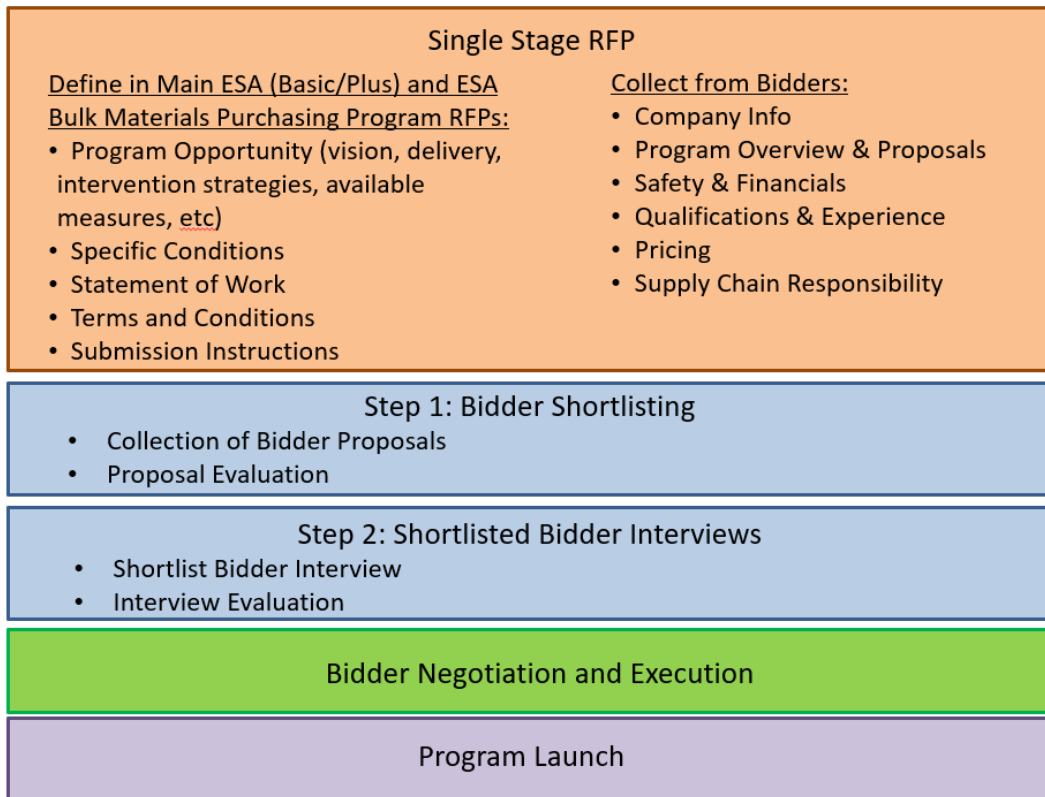 Single Stage RFP
Define in Main ESA (Basic/Plus) and ESA
Bulk Materials Purchasing Program RFPs:
• Program Opportunity (vision, delivery,
intervention strategies, available
measures, etc)
• Specific Conditions
• Statement of Work
• Terms and Conditions
• Submission Instructions
Collect from Bidders:
• Company Info
• Program Overview & Proposals
• Safety & Financials
• Qualifications & Experience
• Pricing
• Supply Chain Responsibility
Step 1: Bidder Shortlisting
• Collection of Bidder Proposals
• Proposal Evaluation
Step 2: Shortlisted Bidder Interviews
• Shortlist Bidder Interview
• Interview Evaluation
Bidder Negotiation and Execution
Program Launch